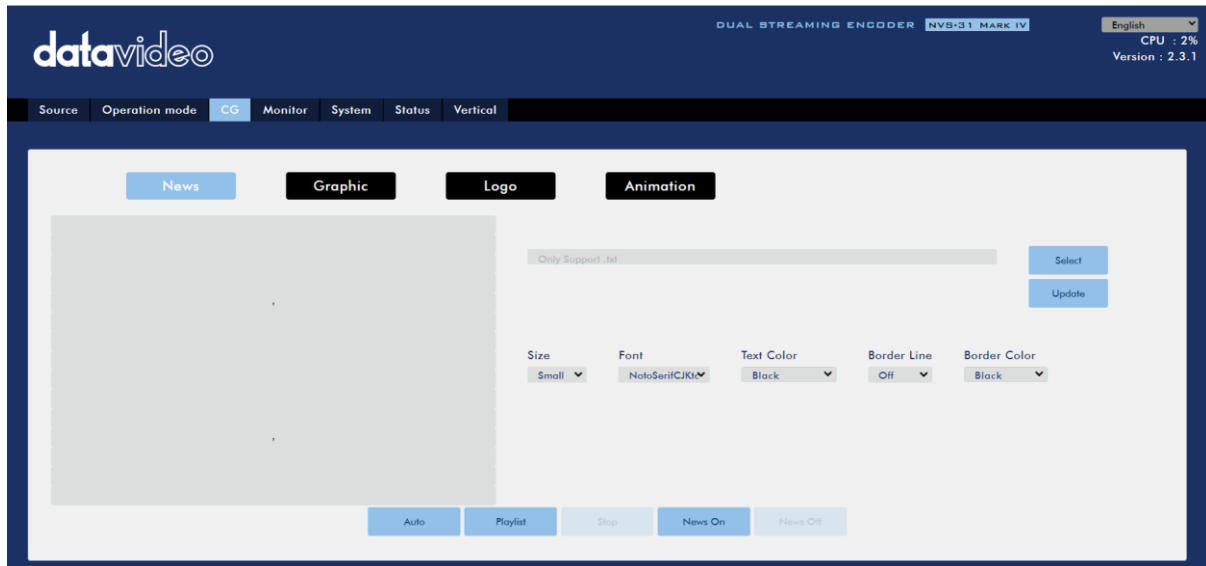 DUAL STREAMING ENCODER NVS-31 MARK IV
English
CPU : 2%
Version : 2.3.1
datavideo
Source Operation mode CG Monitor System Status Vertical
News Graphic Logo Animation
Only Support .txt Select
Update
,
Size Font Text Color Border Line Border Color
Small NotoSerifCJKtc Black Off Black
,
Auto Playlist Stop News On News Off